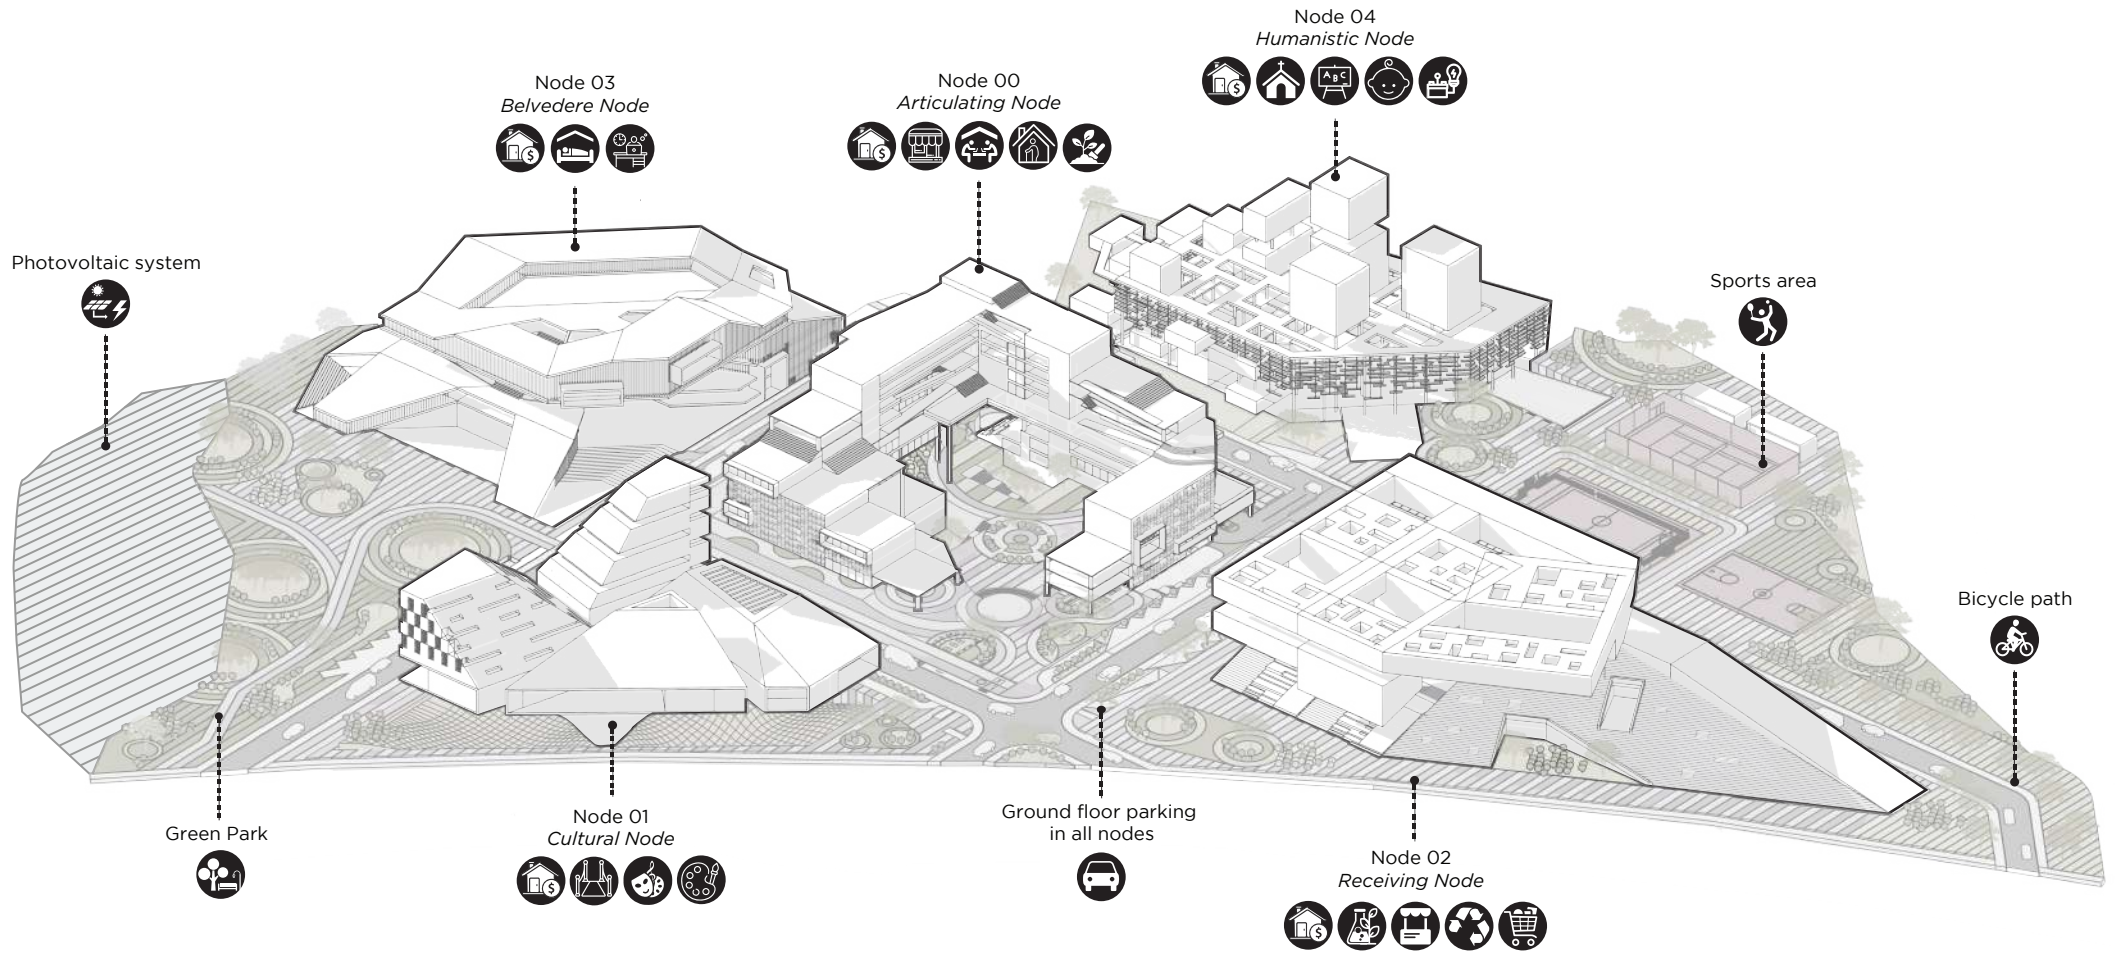 Node 04
Humanistic Node
A B C
Node 03
Belvedere Node
Node 00
Articulating Node
Photovoltaic system
Sports area
Bicycle path
Green Park
Node 01
Cultural Node
Ground floor parking
in all nodes
Node 02
Receiving Node
$
$
$
$
$